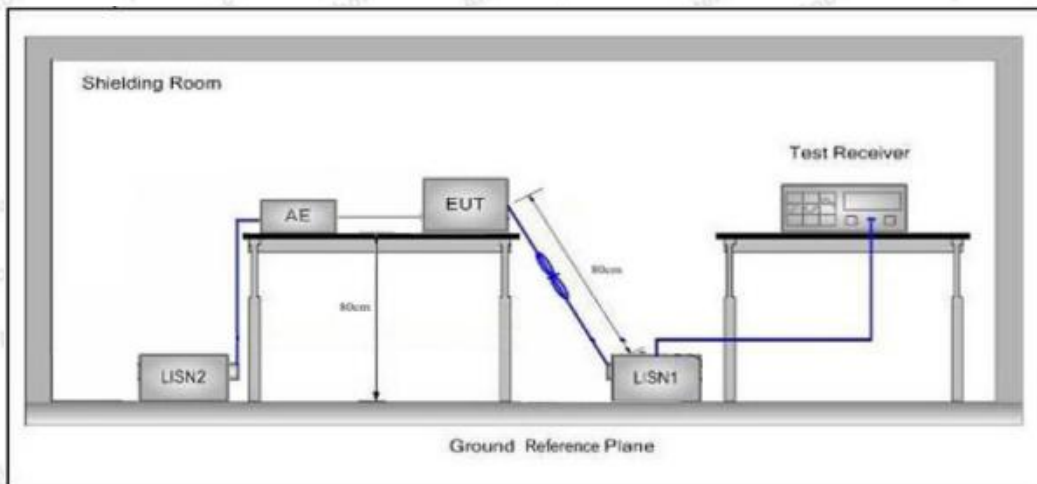 Shielding Room
Test Receiver
EUT
AE
80cm
80cm
LISN2
LISN1
Ground Reference Plane